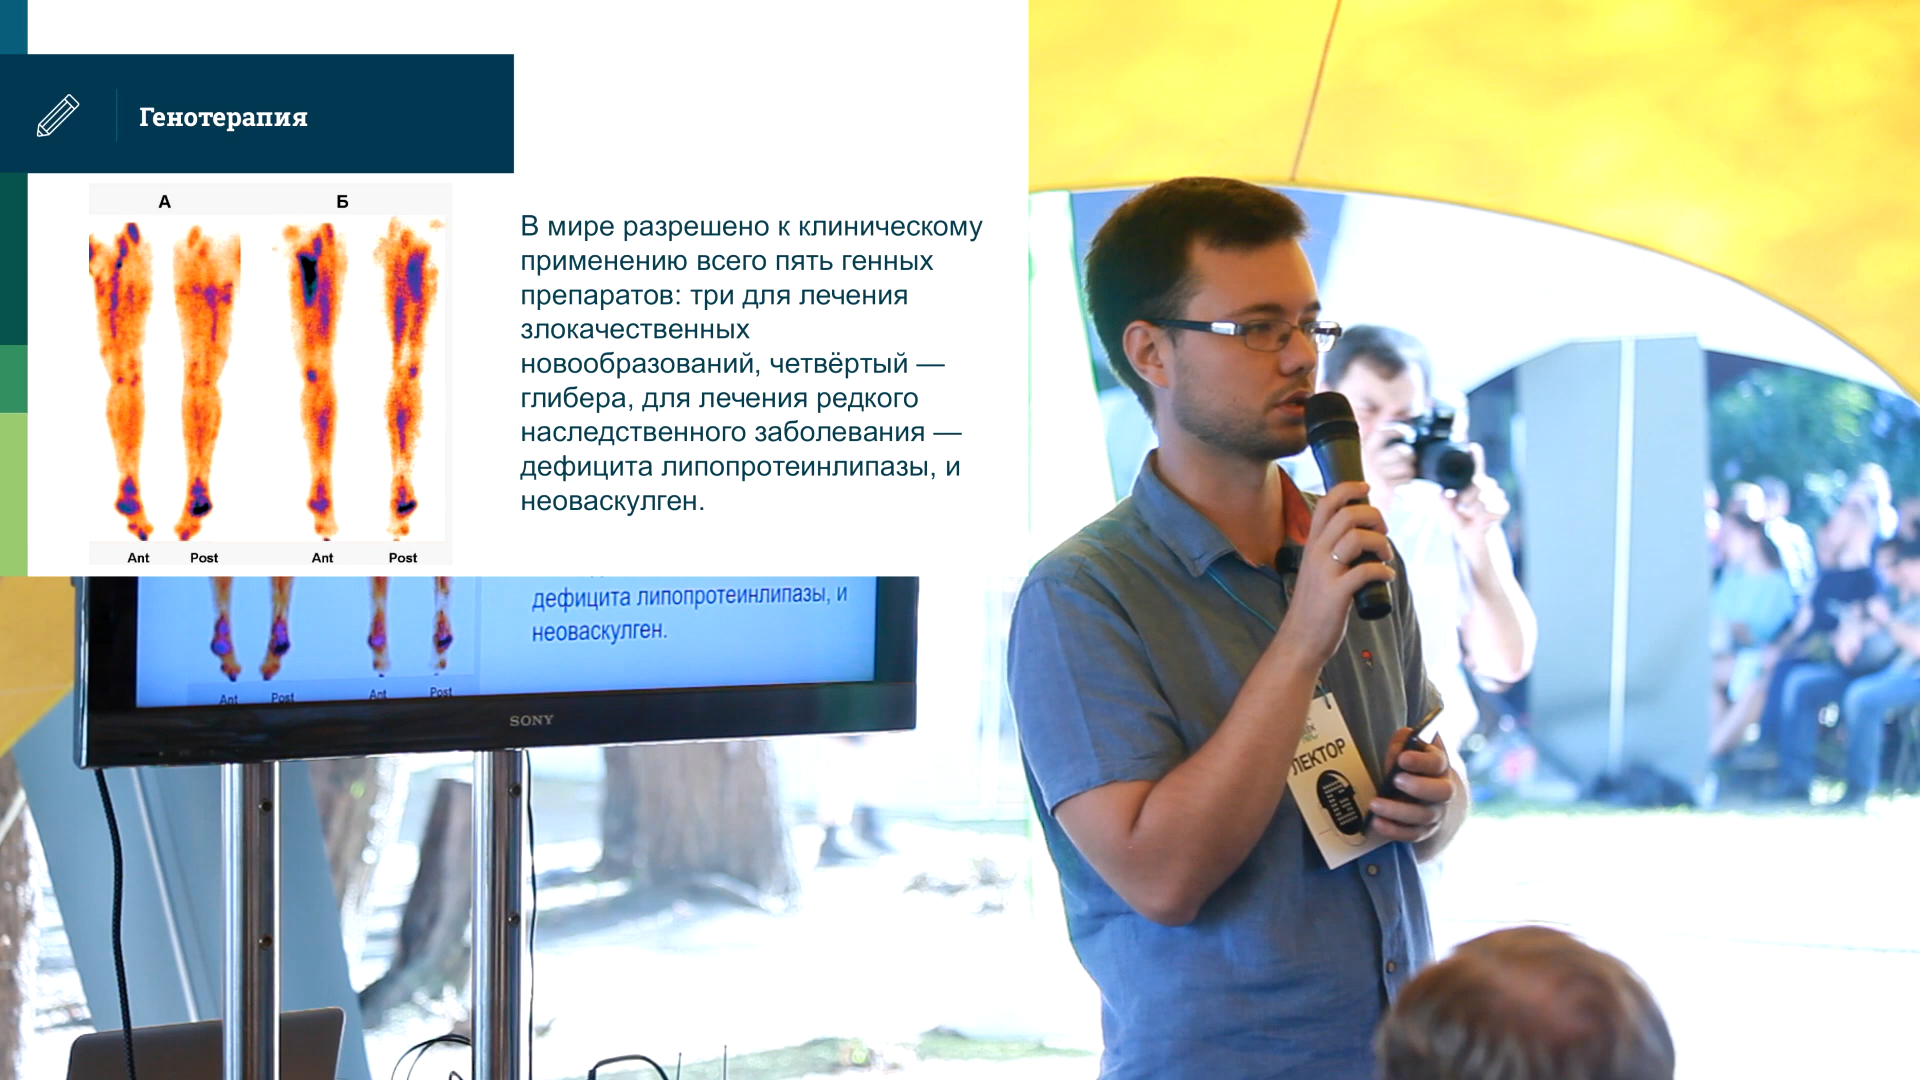 Генотерапия
А Б
В мире разрешено к клиническому
применению всего пять генных
препаратов: три для лечения
злокачественных
новообразований, четвёртый —
глибера, для лечения редкого
наследственного заболевания —
дефицита липопротеинлипазы, и
неоваскулген.
Ant Post Ant Post
дефицита липопротеинлипазы, и
неоваскулген.
Ant Post Ant Post
SONY
ЛЕКТОР